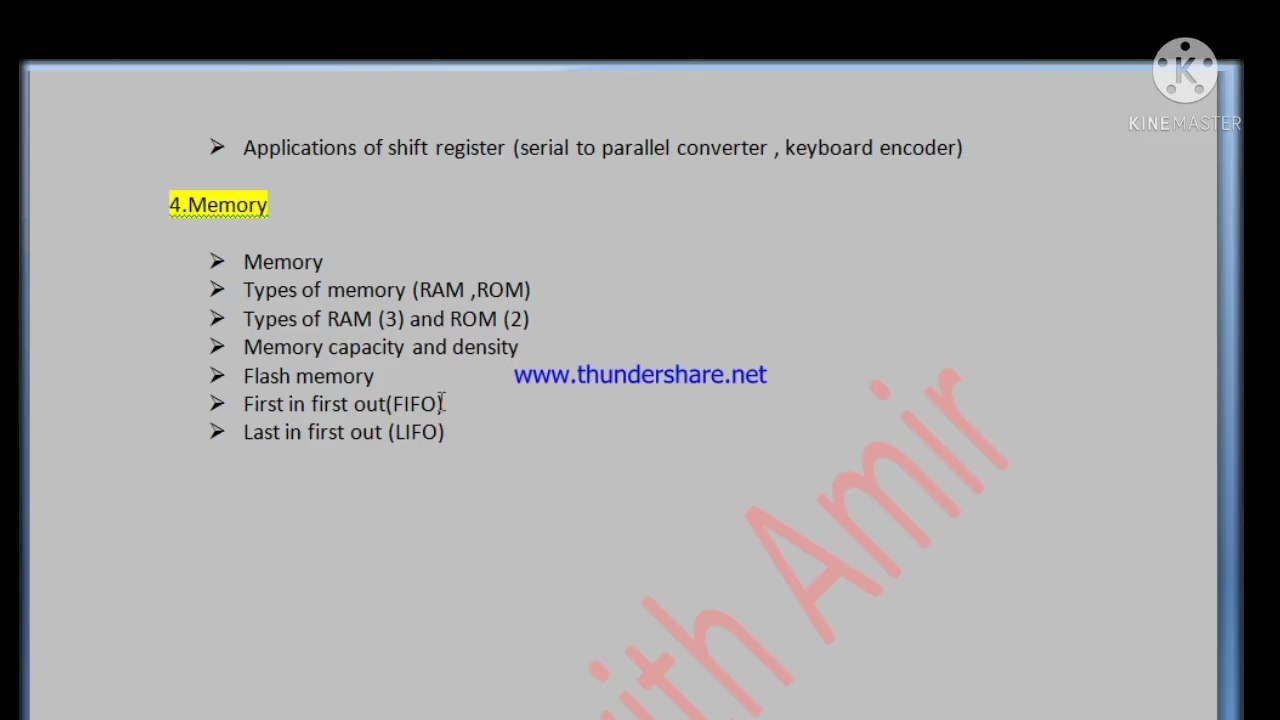 KINEMASTER
➢ Applications of shift register (serial to parallel converter , keyboard encoder)
4.Memory
➢ Memory
➢ Types of memory (RAM ,ROM)
➢ Types of RAM (3) and ROM (2)
➢ Memory capacity and density
➢ Flash memory
www.thundershare.net
➢ First in first out(FIFO)
➢ Last in first out (LIFO)
with Amir